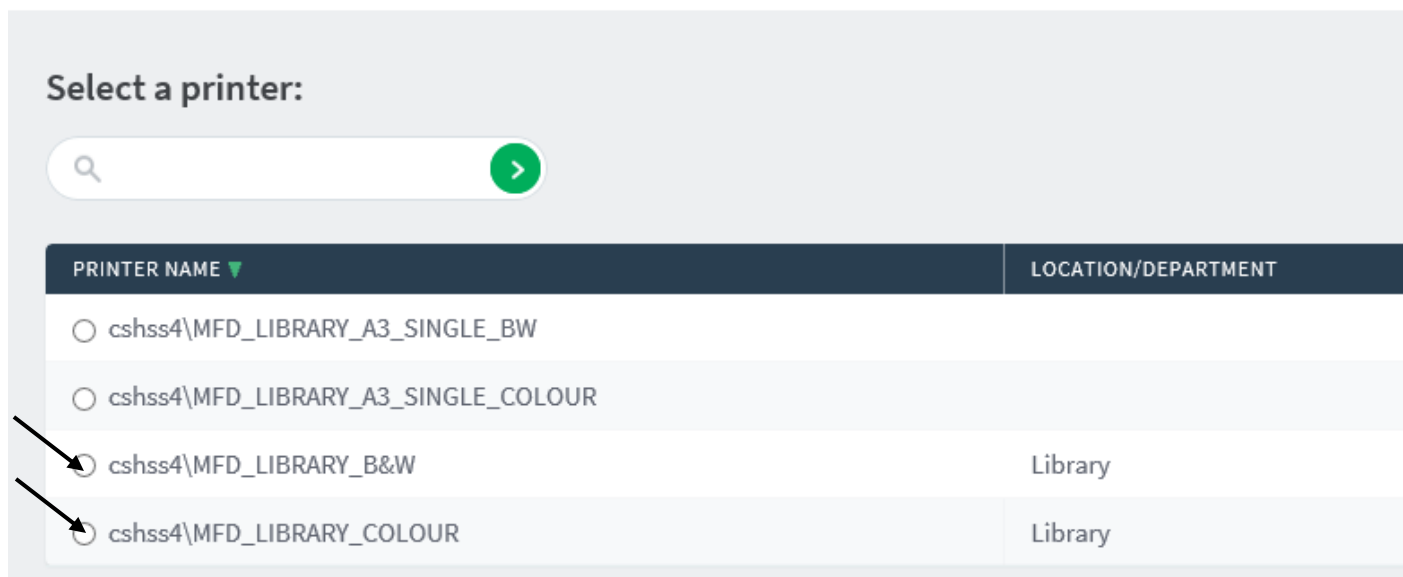 Select a printer:
PRINTER NAME ▼ LOCATION/DEPARTMENT
cshss4\MFD_LIBRARY_A3_SINGLE_BW
cshss4\MFD_LIBRARY_A3_SINGLE_COLOUR
cshss4\MFD_LIBRARY_B&W Library
cshss4\MFD_LIBRARY_COLOUR Library